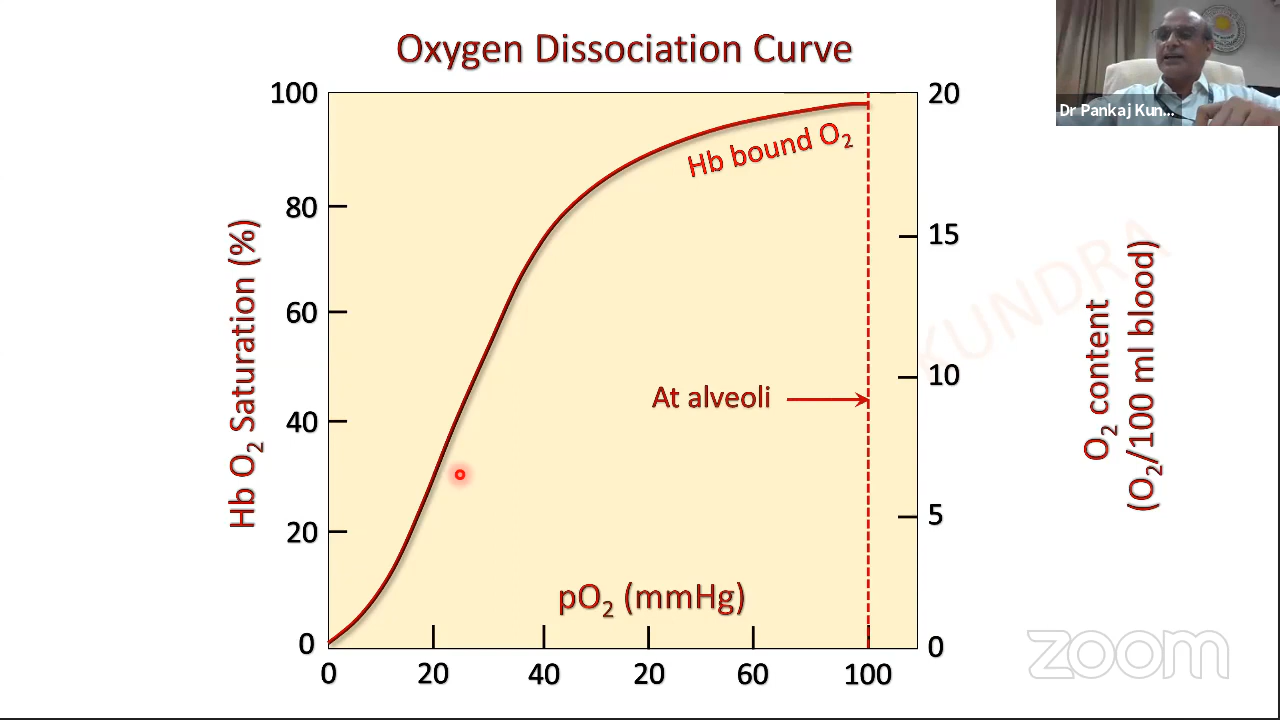 Oxygen Dissociation Curve
Dr Pankaj Kun...
100
80
60
40
20
0
Hb O2 Saturation (%)
Hb bound O2
At alveoli
pO2 (mmHg)
0 20 40 20 60 100
20
15
10
5
0
O2 content
(O2/100 ml blood)
KUNDRA
zoom